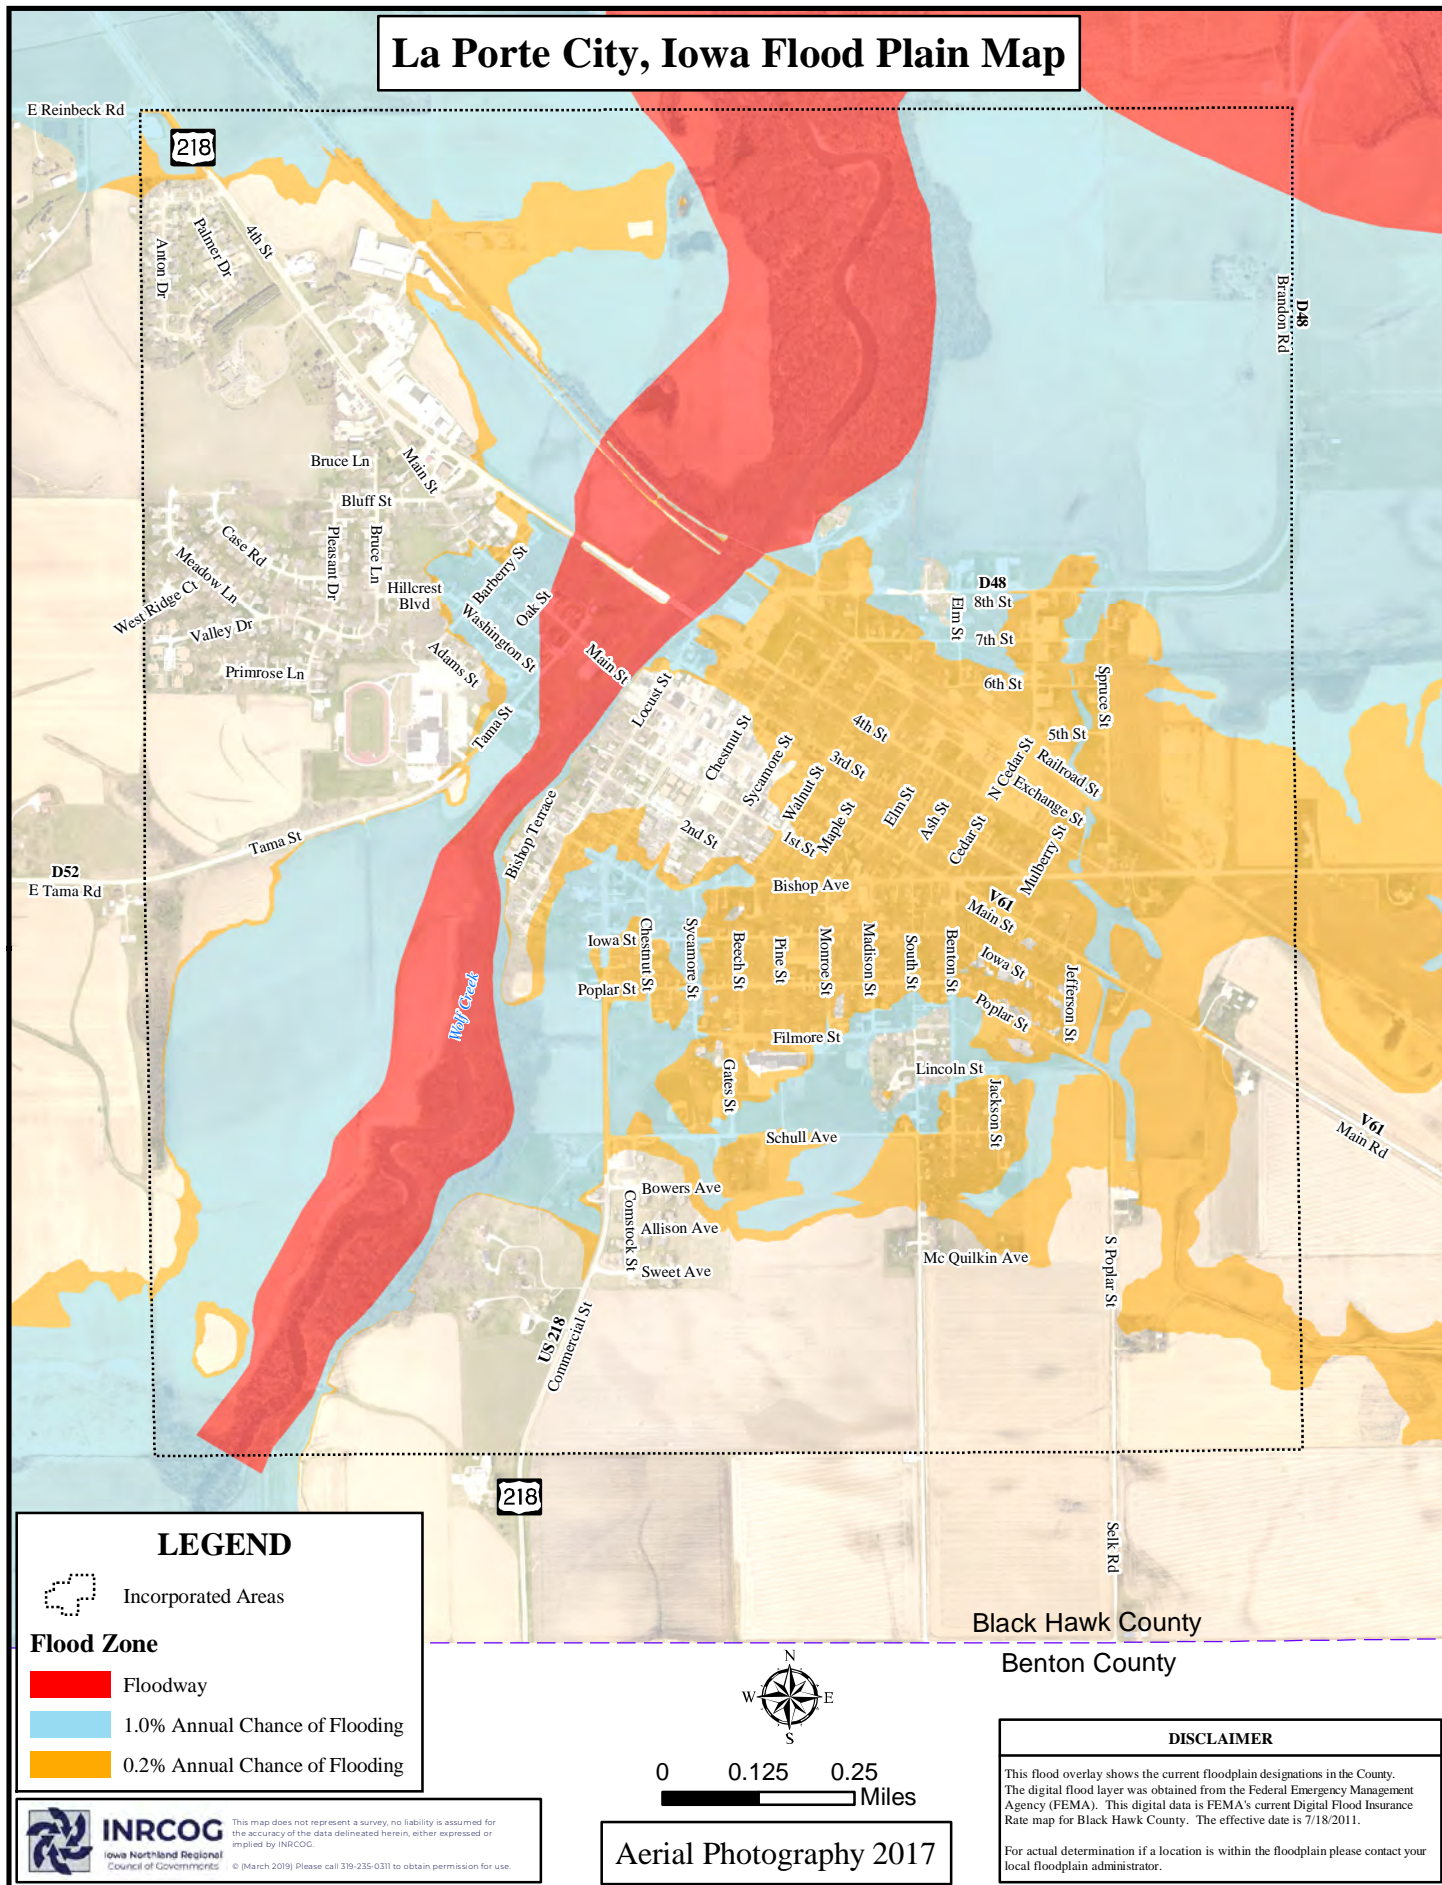 La Porte City, Iowa Flood Plain Map
E Reinbeck Rd
218
4th St
Palmer Dr
Anton Dr
D48
Brandon Rd
Bruce Ln
Main St
Bluff St
Case Rd
Pleasant Dr
Bruce Ln
Meadow Ln
West Ridge Ct
Hillcrest
Blvd
Barberry St
Oak St
Washington St
Valley Dr
Primrose Ln
Adams St
Tama St
Main St
Locust St
D48
8th St
Elm St
7th St
6th St
Spruce St
5th St
Railroad St
N Cedar St
Exchange St
4th St
3rd St
Chestnut St
Sycamore St
Walnut St
Maple St
Elm St
Ash St
Cedar St
Mulberry St
2nd St
1st St
Bishop Terrace
Tama St
D52
E Tama Rd
Bishop Ave
V61
Main St
Iowa St
Chestnut St
Sycamore St
Beech St
Pine St
Monroe St
Madison St
South St
Benton St
Iowa St
Jefferson St
Poplar St
Poplar St
Wolf Creek
Filmore St
Gates St
Lincoln St
Jackson St
Schull Ave
V61
Main Rd
Bowers Ave
Comstock St
Allison Ave
Sweet Ave
Mc Quilkin Ave
S Poplar St
US 218
Commercial St
218
Selk Rd
Black Hawk County
Benton County
LEGEND
Incorporated Areas
Flood Zone
Floodway
1.0% Annual Chance of Flooding
0.2% Annual Chance of Flooding
INRCOG
Iowa Northland Regional
Council of Governments
This map does not represent a survey, no liability is assumed for
the accuracy of the data delineated herein, either expressed or
implied by INRCOG.
© (March 2019) Please call 319-235-0311 to obtain permission for use.
N
W E
S
0 0.125 0.25
Miles
Aerial Photography 2017
DISCLAIMER
This flood overlay shows the current floodplain designations in the County.
The digital flood layer was obtained from the Federal Emergency Management
Agency (FEMA). This digital data is FEMA's current Digital Flood Insurance
Rate map for Black Hawk County. The effective date is 7/18/2011.
For actual determination if a location is within the floodplain please contact your
local floodplain administrator.